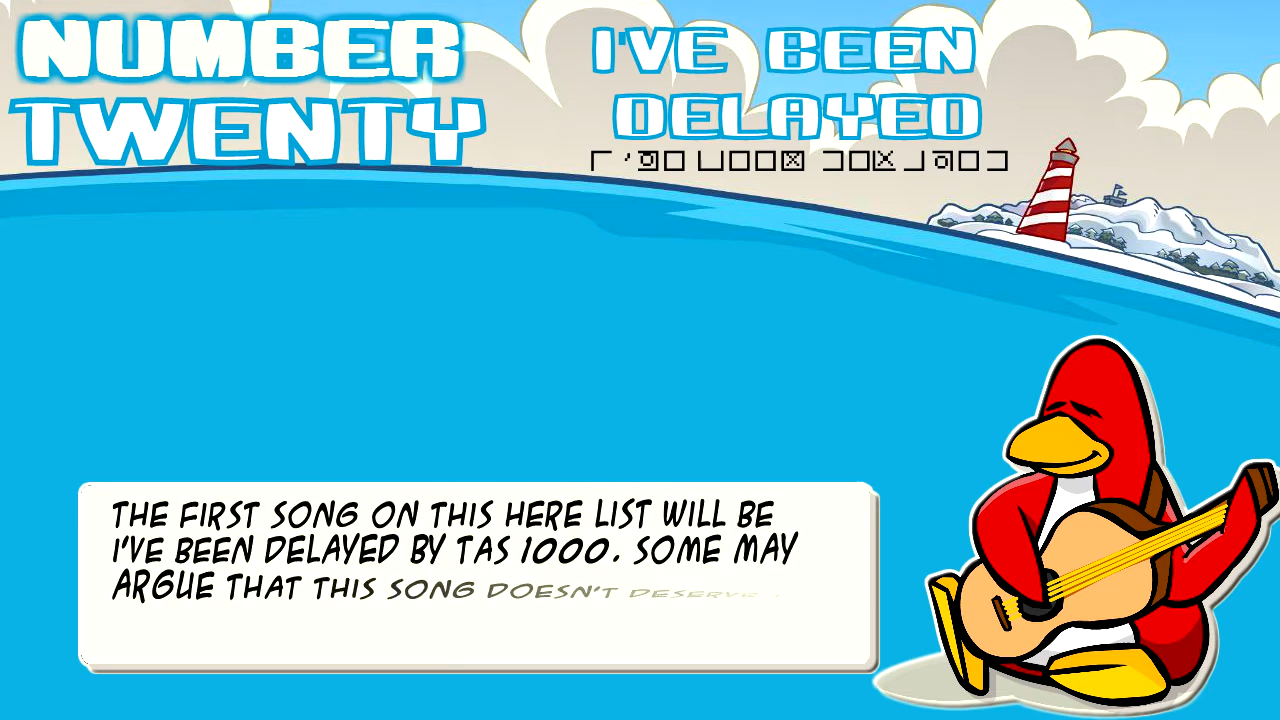 NUMBER
TWENTY
I'VE BEEN
DELAYED
THE FIRST SONG ON THIS HERE LIST WILL BE
I'VE BEEN DELAYED BY TAS 1000. SOME MAY
ARGUE THAT THIS SONG DOESN'T DESERVE